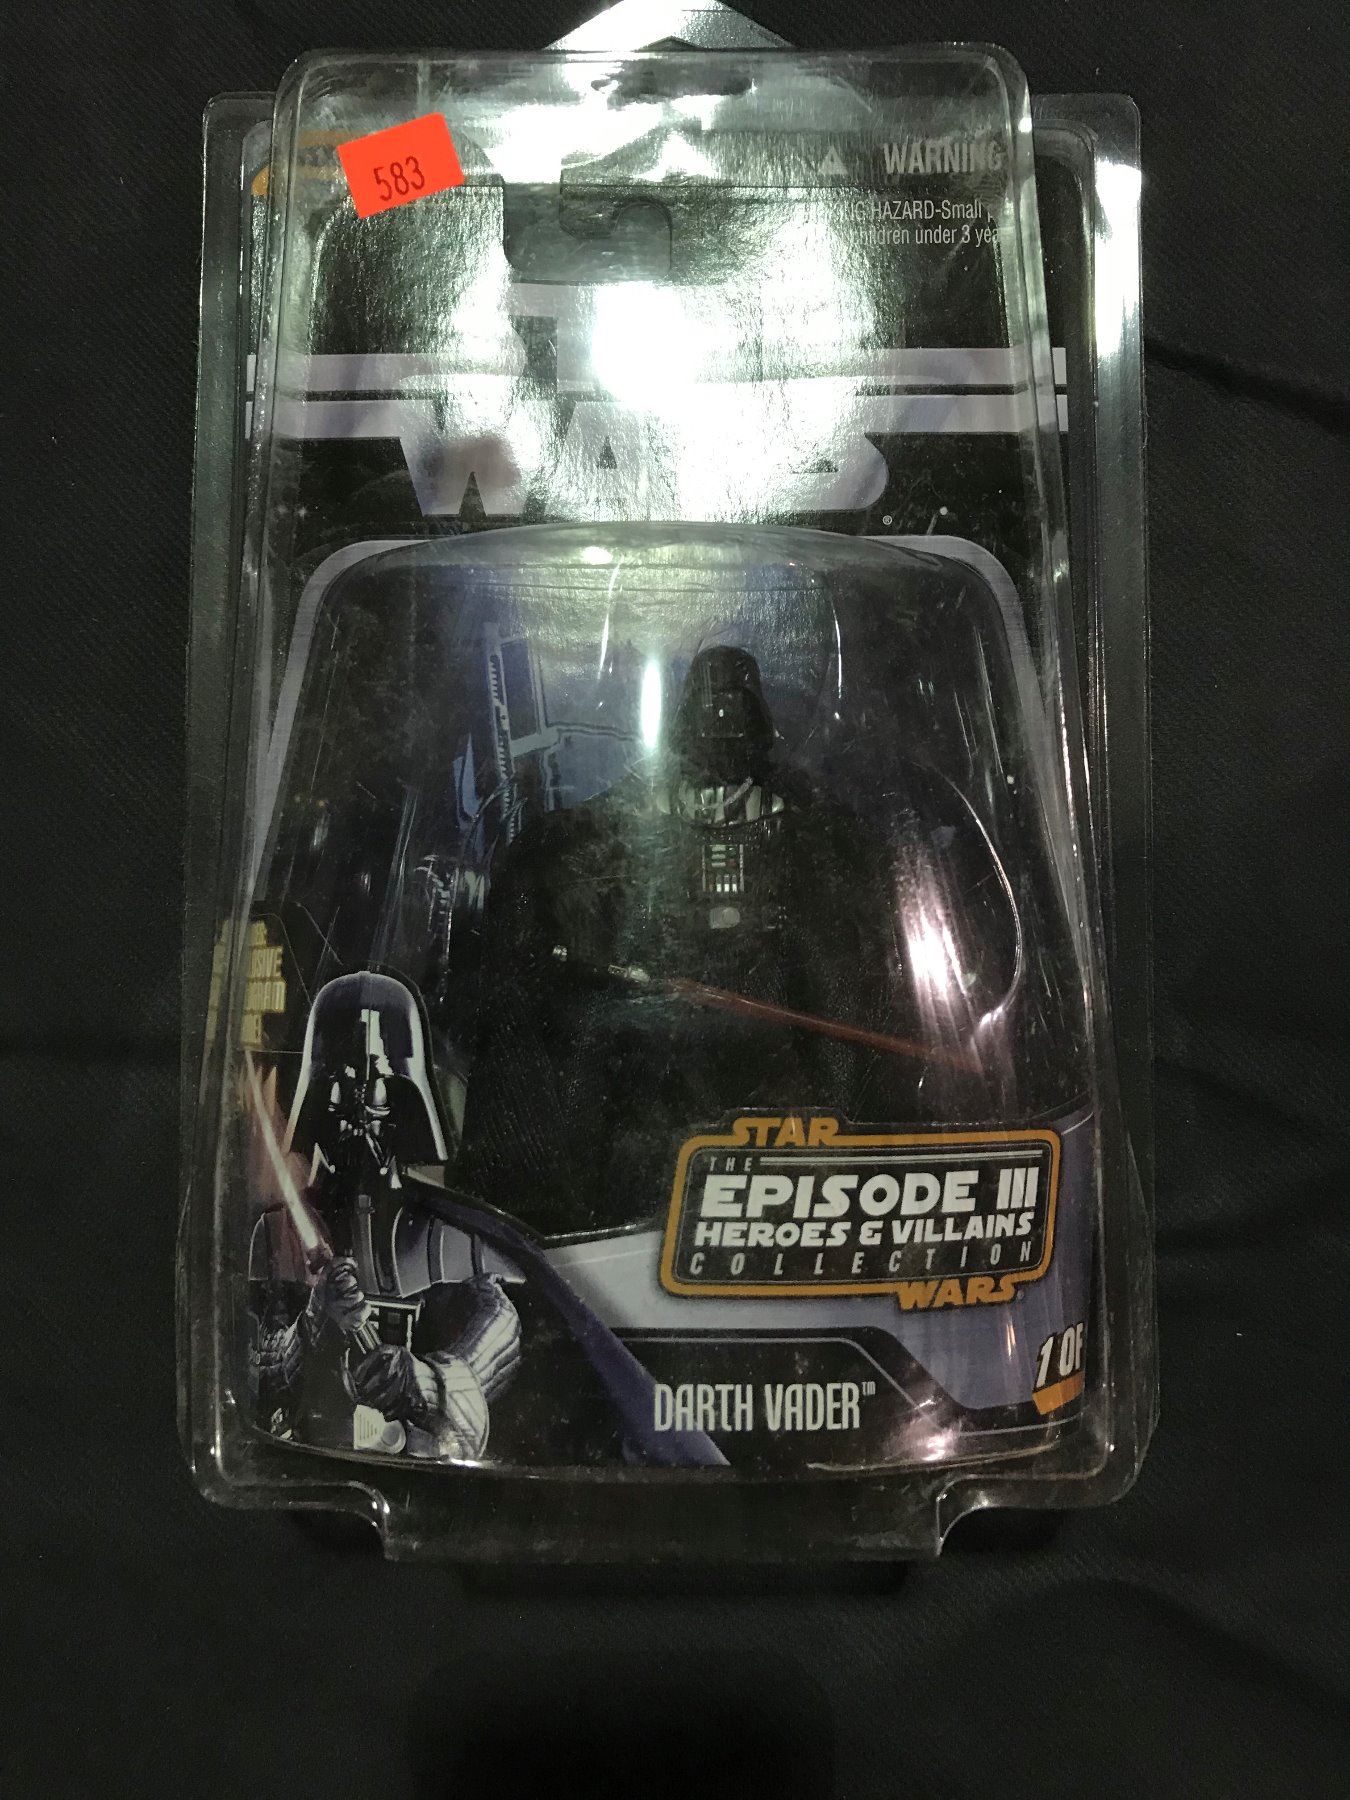 583
WARNING
HAZARD-Small
children under 3
WARS
®
STAR
THE
EPISODE III
HEROES & VILLAINS
COLLECTION
WARS
1 OF
DARTH VADER™